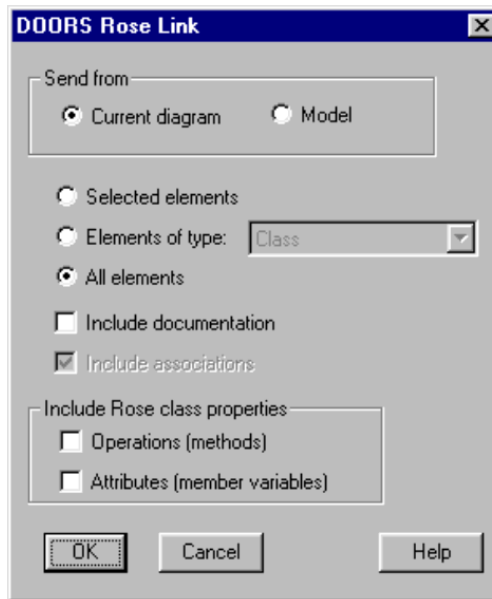 DOORS Rose Link
Send from
Current diagram Model
Selected elements
Elements of type: Class
All elements
Include documentation
Include associations
Include Rose class properties
Operations (methods)
Attributes (member variables)
OK Cancel Help